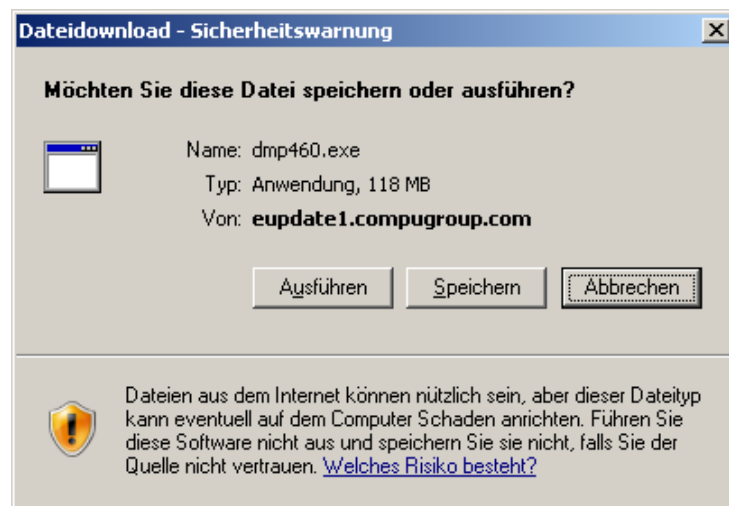 Dateidownload - Sicherheitswarnung
Möchten Sie diese Datei speichern oder ausführen?
Name: dmp460.exe
Typ: Anwendung, 118 MB
Von: eupdate1.compugroup.com
Ausführen Speichern Abbrechen
Dateien aus dem Internet können nützlich sein, aber dieser Dateityp
kann eventuell auf dem Computer Schaden anrichten. Führen Sie
diese Software nicht aus und speichern Sie sie nicht, falls Sie der
Quelle nicht vertrauen. Welches Risiko besteht?